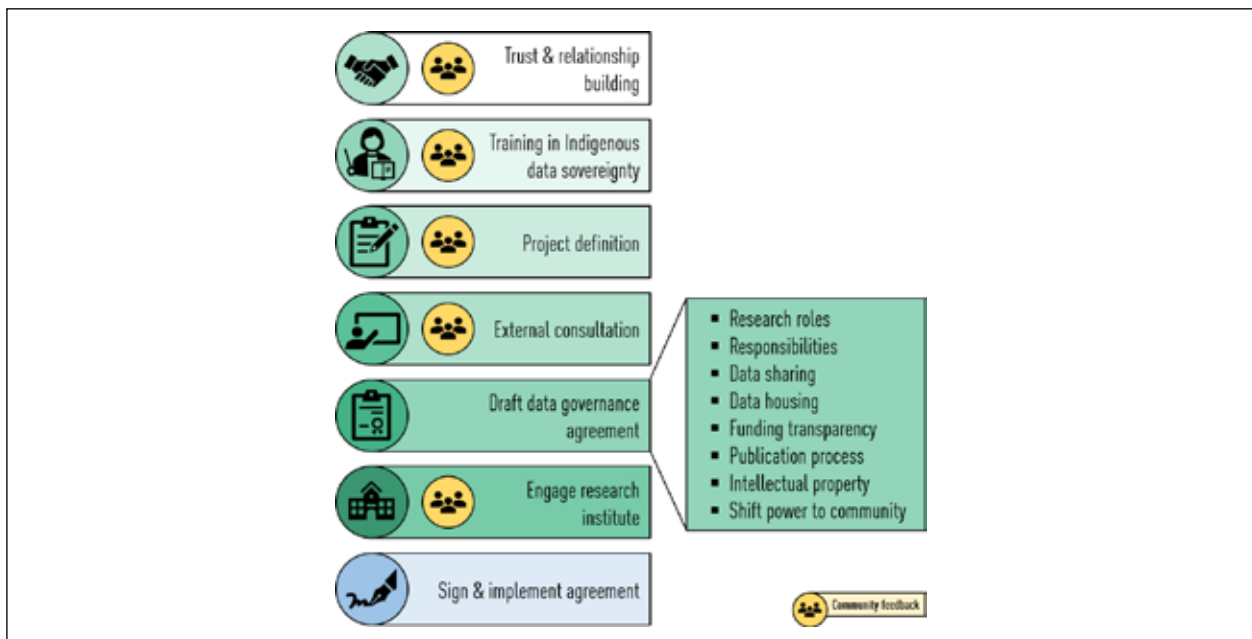 Trust & relationship
building
Training in Indigenous
data sovereignty
Project definition
External consultation
Draft data governance
agreement
Engage research
institute
Sign & implement agreement
▪ Research roles
▪ Responsibilities
▪ Data sharing
▪ Data housing
▪ Funding transparency
▪ Publication process
▪ Intellectual property
▪ Shift power to community
Community feedback